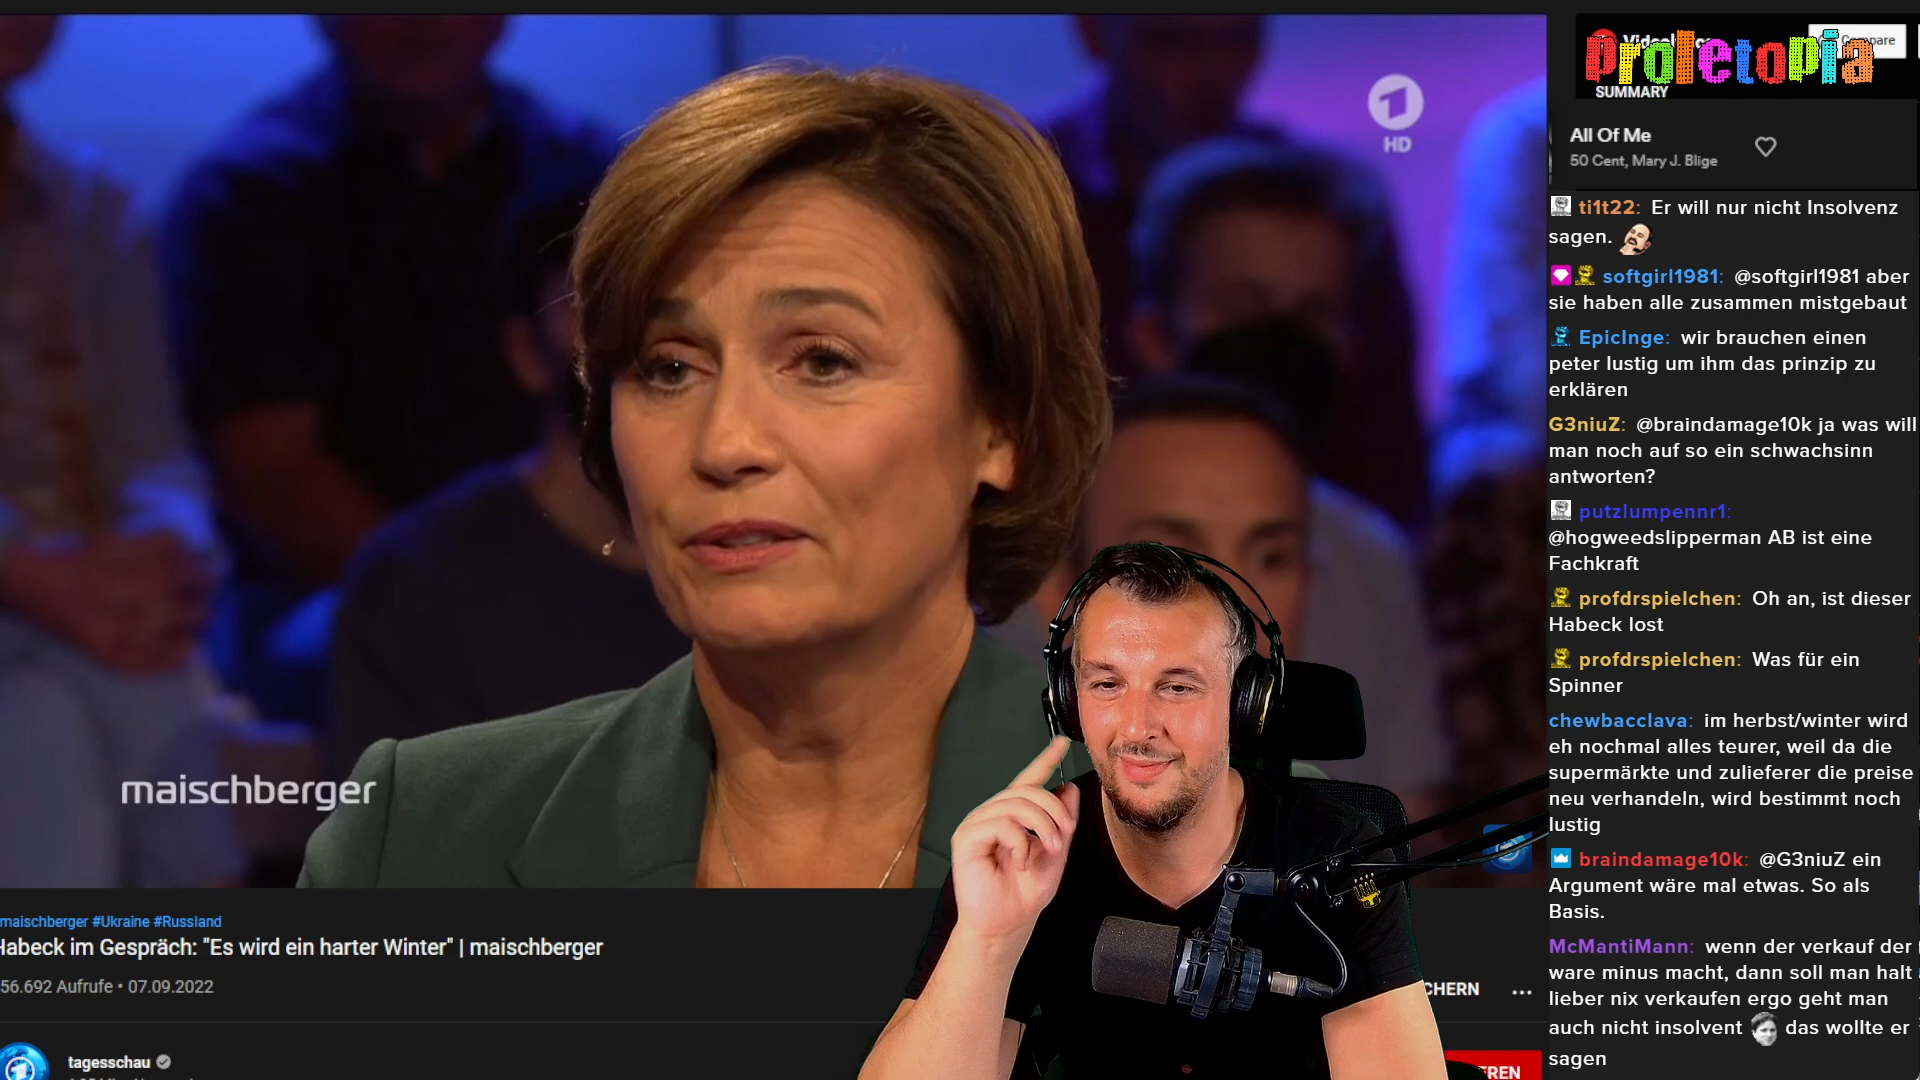 HD
maischberger
maischberger #Ukraine #Russland
Habeck im Gespräch: "Es wird ein harter Winter" | maischberger
56.692 Aufrufe • 07.09.2022
CHERN
...
tagesschau
EREN
Proletopia
SUMMARY
All Of Me
50 Cent, Mary J. Blige
ti1t22: Er will nur nicht Insolvenz
sagen.
softgirl1981: @softgirl1981 aber
sie haben alle zusammen mistgebaut
EpicInge: wir brauchen einen
peter lustig um ihm das prinzip zu
erklären
G3niuZ: @braindamage10k ja was will
man noch auf so ein schwachsinn
antworten?
putzlumpennr1:
@hogweedslipperman AB ist eine
Fachkraft
profdrspielchen: Oh an, ist dieser
Habeck lost
profdrspielchen: Was für ein
Spinner
chewbacclava: im herbst/winter wird
eh nochmal alles teurer, weil da die
supermärkte und zulieferer die preise
neu verhandeln, wird bestimmt noch
lustig
braindamage10k: @G3niuZ ein
Argument wäre mal etwas. So als
Basis.
McMantiMann: wenn der verkauf der
ware minus macht, dann soll man halt
lieber nix verkaufen ergo geht man
auch nicht insolvent das wollte er
sagen